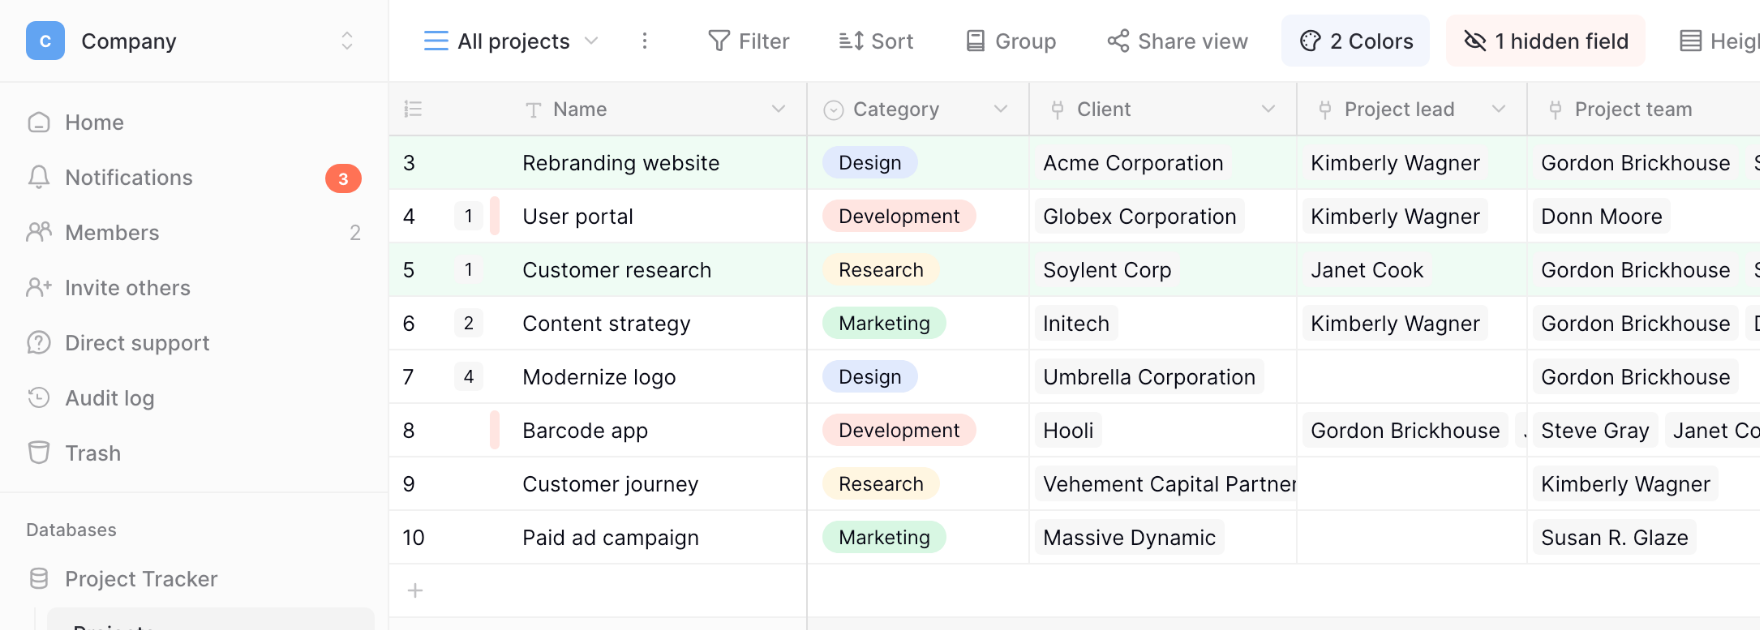 C Company
All projects Filter Sort Group Share view 2 Colors 1 hidden field
Name Category Client Project lead Project team
Home
Notifications 3
Members 2
Invite others
Direct support
Audit log
Trash
Databases
Project Tracker
Projects
3 Rebranding website Design Acme Corporation Kimberly Wagner Gordon Brickhouse
4 1 User portal Development Globex Corporation Kimberly Wagner Donn Moore
5 1 Customer research Research Soylent Corp Janet Cook Gordon Brickhouse
6 2 Content strategy Marketing Initech Kimberly Wagner Gordon Brickhouse
7 4 Modernize logo Design Umbrella Corporation Gordon Brickhouse
8 Barcode app Development Hooli Gordon Brickhouse Steve Gray Janet Co
9 Customer journey Research Vehement Capital Partner Kimberly Wagner
10 Paid ad campaign Marketing Massive Dynamic Susan R. Glaze